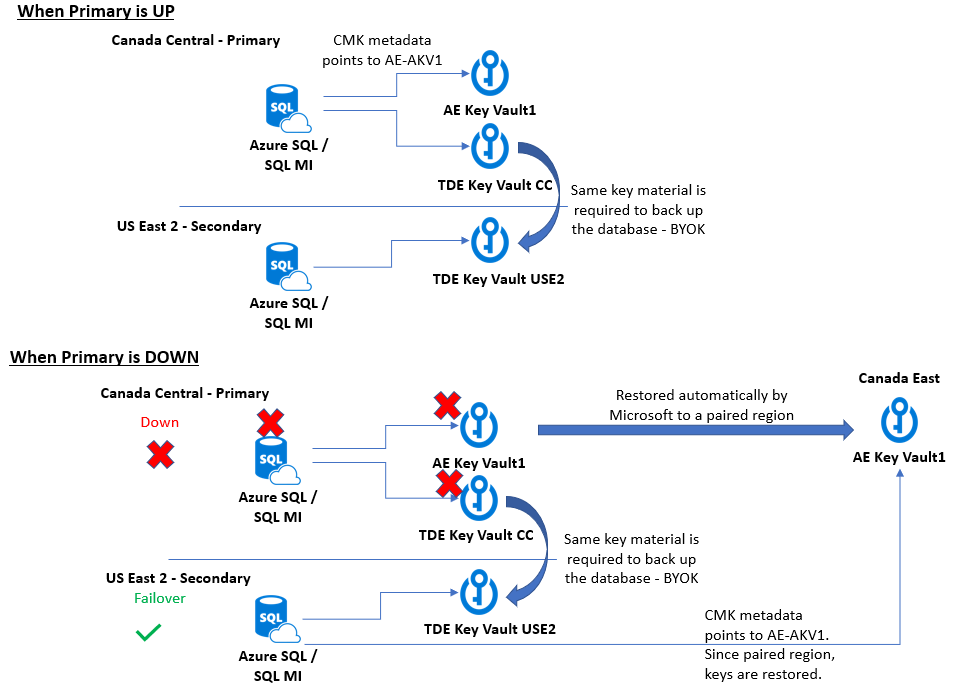 When Primary is UP
Canada Central - Primary
CMK metadata
points to AE-AKV1
SQL
AE Key Vault1
Azure SQL /
SQL MI
TDE Key Vault CC
Same key material is
required to back up
the database - BYOK
US East 2 - Secondary
SQL
TDE Key Vault USE2
Azure SQL /
SQL MI
When Primary is DOWN
Canada East
Canada Central - Primary
Restored automatically by
Microsoft to a paired region
Down
SQL
AE Key Vault1
AE Key Vault1
Azure SQL /
SQL MI
TDE Key Vault CC
Same key material is
required to back up
the database - BYOK
US East 2 - Secondary
Failover
SQL
TDE Key Vault USE2
Azure SQL /
SQL MI
CMK metadata
points to AE-AKV1.
Since paired region,
keys are restored.